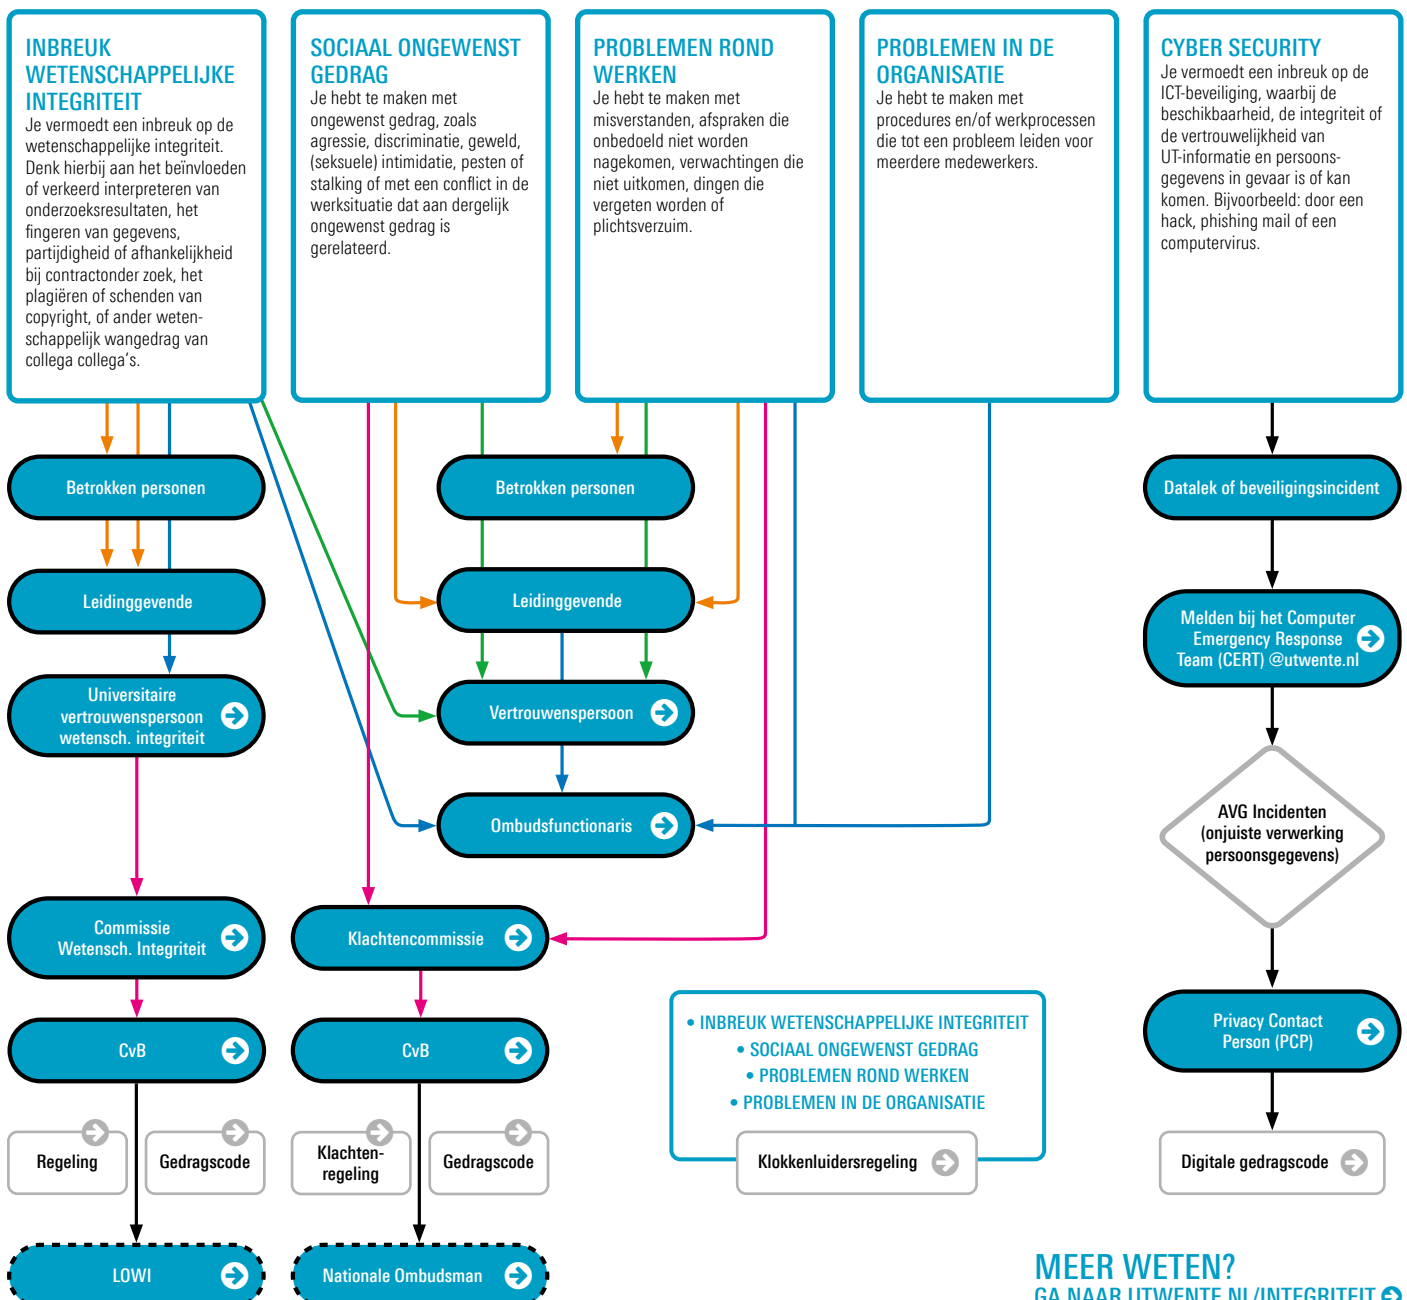 INBREUK
WETENSCHAPPELIJKE
INTEGRITEIT
Je vermoedt een inbreuk op de
wetenschappelijke integriteit.
Denk hierbij aan het beïnvloeden
of verkeerd interpreteren van
onderzoeksresultaten, het
fingeren van gegevens,
partijdigheid of afhankelijkheid
bij contractonder zoek, het
plagiëren of schenden van
copyright, of ander weten-
schappelijk wangedrag van
collega collega's.
SOCIAAL ONGEWENST
GEDRAG
Je hebt te maken met
ongewenst gedrag, zoals
agressie, discriminatie, geweld,
(seksuele) intimidatie, pesten of
stalking of met een conflict in de
werksituatie dat aan dergelijk
ongewenst gedrag is
gerelateerd.
PROBLEMEN ROND
WERKEN
Je hebt te maken met
misverstanden, afspraken die
onbedoeld niet worden
nagekomen, verwachtingen die
niet uitkomen, dingen die
vergeten worden of
plichtsverzuim.
PROBLEMEN IN DE
ORGANISATIE
Je hebt te maken met
procedures en/of werkprocessen
die tot een probleem leiden voor
meerdere medewerkers.
CYBER SECURITY
Je vermoedt een inbreuk op de
ICT-beveiliging, waarbij de
beschikbaarheid, de integriteit of
de vertrouwelijkheid van
UT-informatie en persoons-
gegevens in gevaar is of kan
komen. Bijvoorbeeld: door een
hack, phishing mail of een
computervirus.
Betrokken personen
Leidinggevende
Universitaire
vertrouwenspersoon
wetensch. integriteit
Commissie
Wetensch. Integriteit
CvB
Regeling
Gedragscode
LOWI
Betrokken personen
Leidinggevende
Vertrouwenspersoon
Ombudsfunctionaris
Klachtencommissie
CvB
Klachten-
regeling
Gedragscode
Nationale Ombudsman
• INBREUK WETENSCHAPPELIJKE INTEGRITEIT
• SOCIAAL ONGEWENST GEDRAG
• PROBLEMEN ROND WERKEN
• PROBLEMEN IN DE ORGANISATIE
Klokkenluidersregeling
Datalek of beveiligingsincident
Melden bij het Computer
Emergency Response
Team (CERT) @utwente.nl
AVG Incidenten
(onjuiste verwerking
persoonsgegevens)
Privacy Contact
Person (PCP)
Digitale gedragscode
MEER WETEN?
GA NAAR UTWENTE.NL/INTEGRITEIT